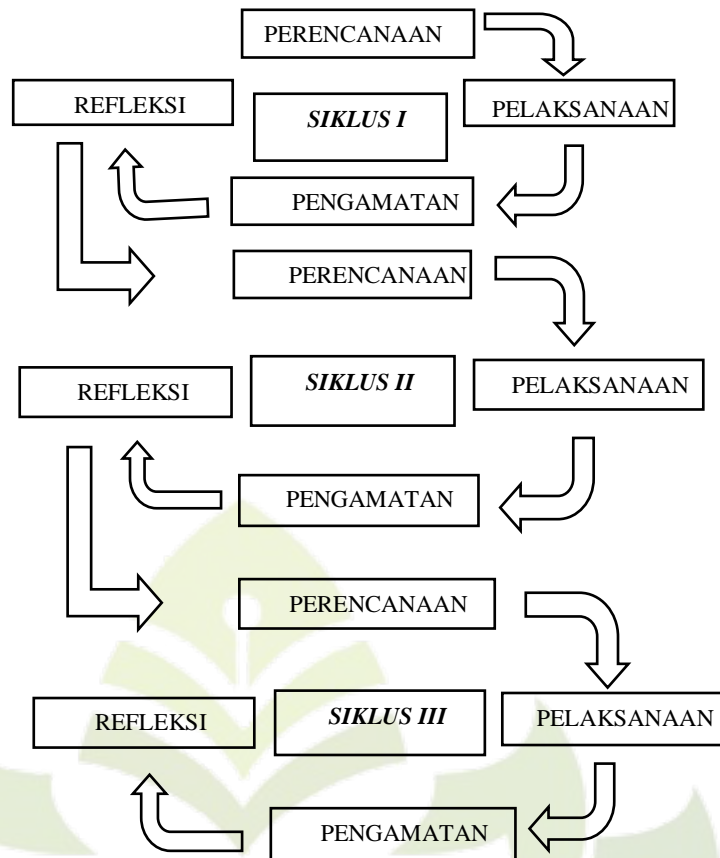 PERENCANAAN
REFLEKSI
SIKLUS I
PELAKSANAAN
PENGAMATAN
PERENCANAAN
REFLEKSI
SIKLUS II
PELAKSANAAN
PENGAMATAN
PERENCANAAN
REFLEKSI
SIKLUS III
PELAKSANAAN
PENGAMATAN